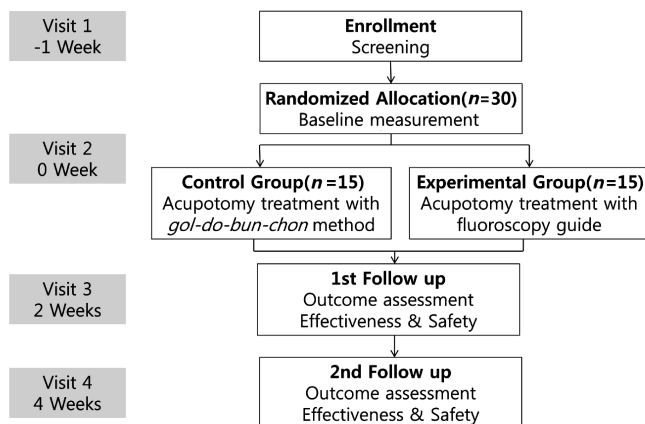 Visit 1
-1 Week
Enrollment
Screening
Randomized Allocation(n=30)
Baseline measurement
Visit 2
0 Week
Control Group(n=15)
Acupotomy treatment with
gol-do-bun-chon method
Experimental Group(n=15)
Acupotomy treatment with
fluoroscopy guide
Visit 3
2 Weeks
1st Follow up
Outcome assessment
Effectiveness & Safety
Visit 4
4 Weeks
2nd Follow up
Outcome assessment
Effectiveness & Safety